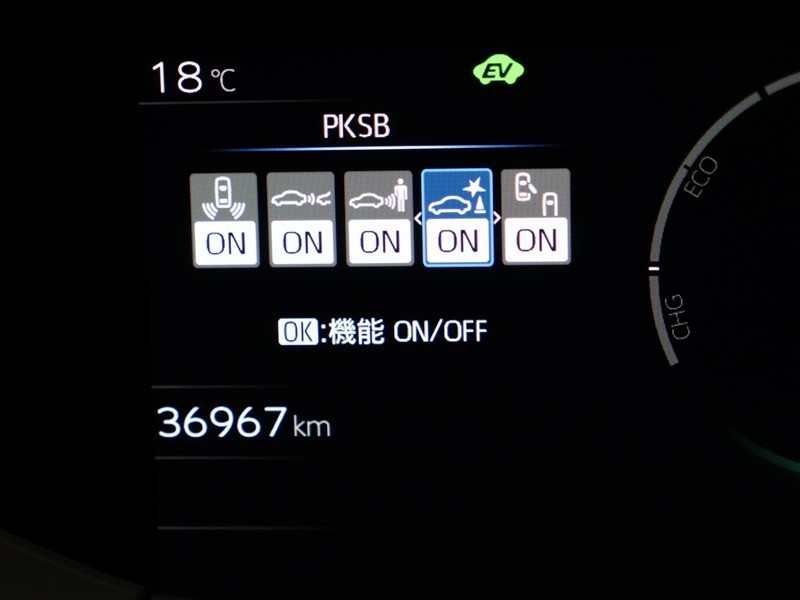 18℃
EV
PKSB
ON ON ON ON ON
OK:機能 ON/OFF
36967km
ECO
CHG